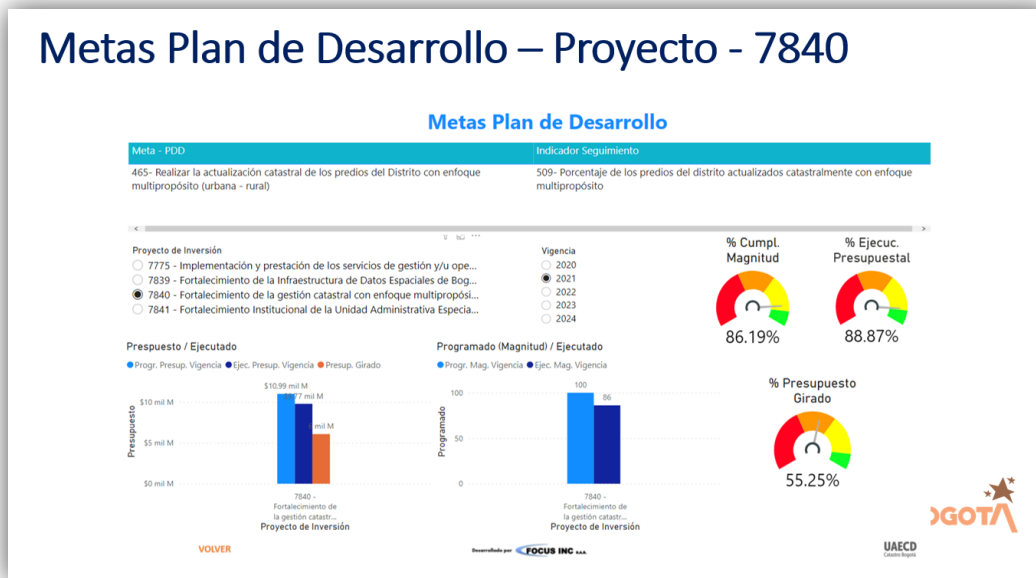 Metas Plan de Desarrollo – Proyecto - 7840
Metas Plan de Desarrollo
Meta - PDD
Indicador Seguimiento
465- Realizar la actualización catastral de los predios del Distrito con enfoque
multipropósito (urbana - rural)
509- Porcentaje de los predios del distrito actualizados catastralmente con enfoque
multipropósito
Proyecto de Inversión
7775 - Implementación y prestación de los servicios de gestión y/u ope...
7839 - Fortalecimiento de la Infraestructura de Datos Espaciales de Bog...
7840 - Fortalecimiento de la gestión catastral con enfoque multipropósi...
7841 - Fortalecimiento Institucional de la Unidad Administrativa Especia...
Vigencia
2020
2021
2022
2023
2024
% Cumpl.
Magnitud
86.19%
% Ejecuc.
Presupuestal
88.87%
Prespuesto / Ejecutado
Progr. Presup. Vigencia Ejec. Presup. Vigencia Presup. Girado
Presupuesto
$10 mil M
$5 mil M
$0 mil M
$10,99 mil M
77 mil M
mil M
7840 -
Fortalecimiento de
la gestión catastr...
Proyecto de Inversión
Programado (Magnitud) / Ejecutado
Progr. Mag. Vigencia Ejec. Mag. Vigencia
Programado
100
50
0
100
86
7840 -
Fortalecimiento de
la gestión catastr...
Proyecto de Inversión
% Presupuesto
Girado
55.25%
VOLVER
Desarrollado por FOCUS INC S.A.S.
OGOTÁ
UAECD
Catastro Bogotá